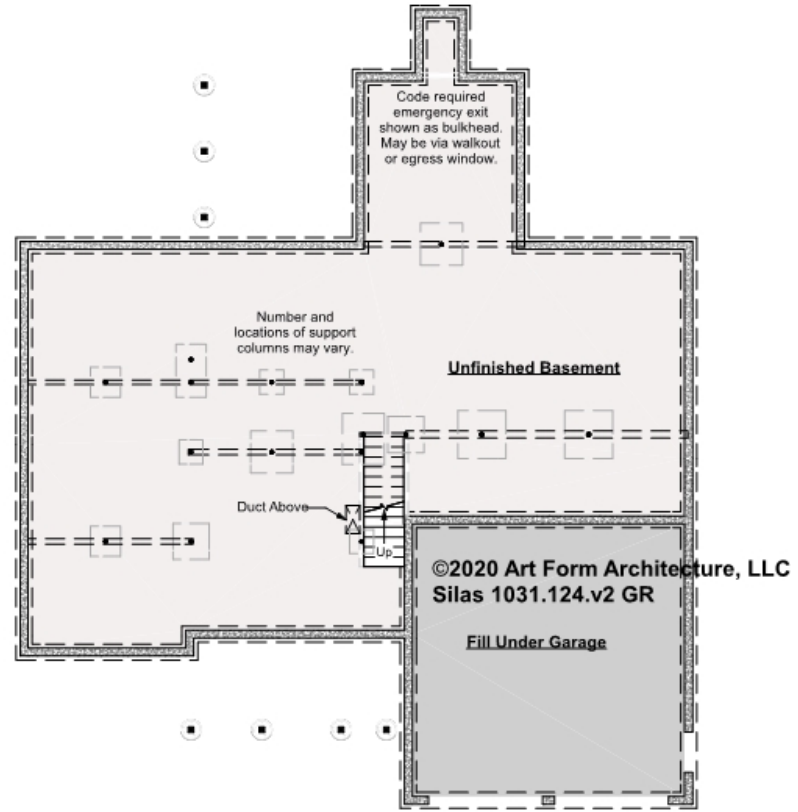 Code required
emergency exit
shown as bulkhead.
May be via walkout
or egress window.
Number and
locations of support
columns may vary.
Unfinished Basement
Duct Above
Up
©2020 Art Form Architecture, LLC
Silas 1031.124.v2 GR
Fill Under Garage